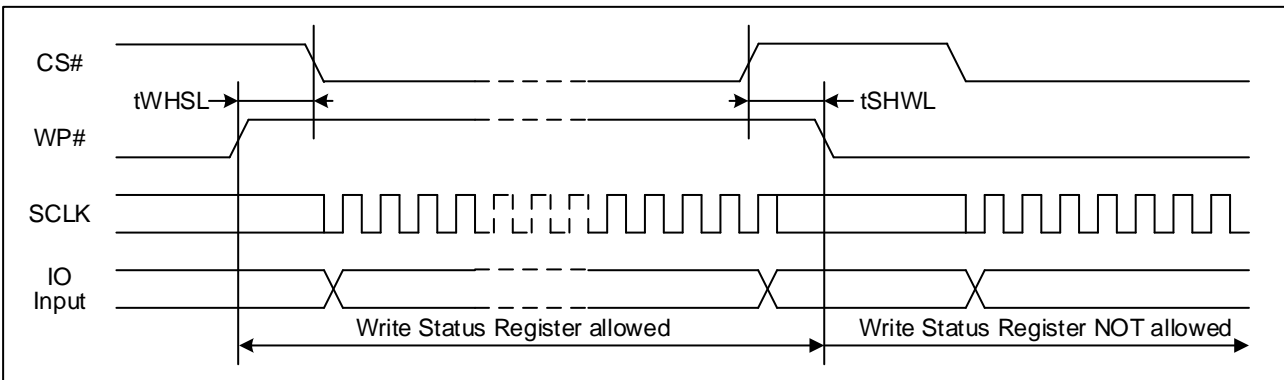 CS#
tWHSL
tSHWL
WP#
SCLK
IO
Input
Write Status Register allowed
Write Status Register NOT allowed